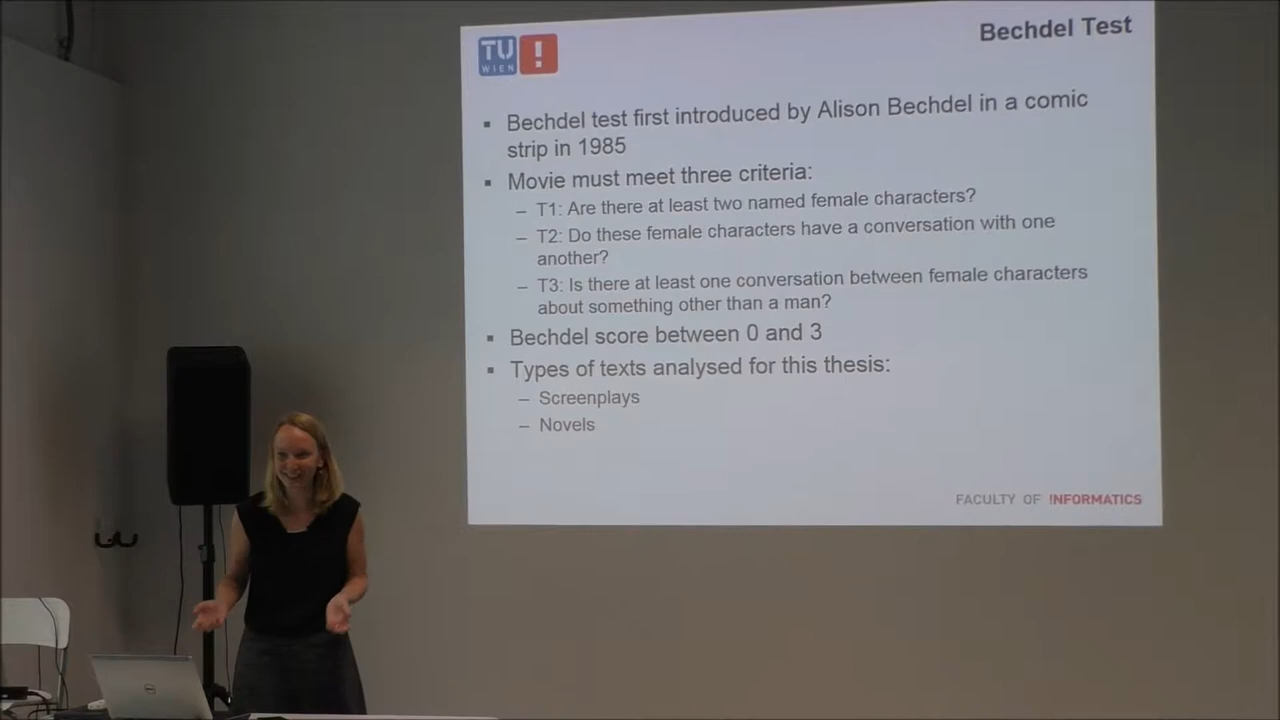 Bechdel Test
TU
WIEN
!
▪ Bechdel test first introduced by Alison Bechdel in a comic
strip in 1985
▪ Movie must meet three criteria:
– T1: Are there at least two named female characters?
– T2: Do these female characters have a conversation with one
another?
– T3: Is there at least one conversation between female characters
about something other than a man?
▪ Bechdel score between 0 and 3
▪ Types of texts analysed for this thesis:
– Screenplays
– Novels
FACULTY OF !NFORMATICS
DELL